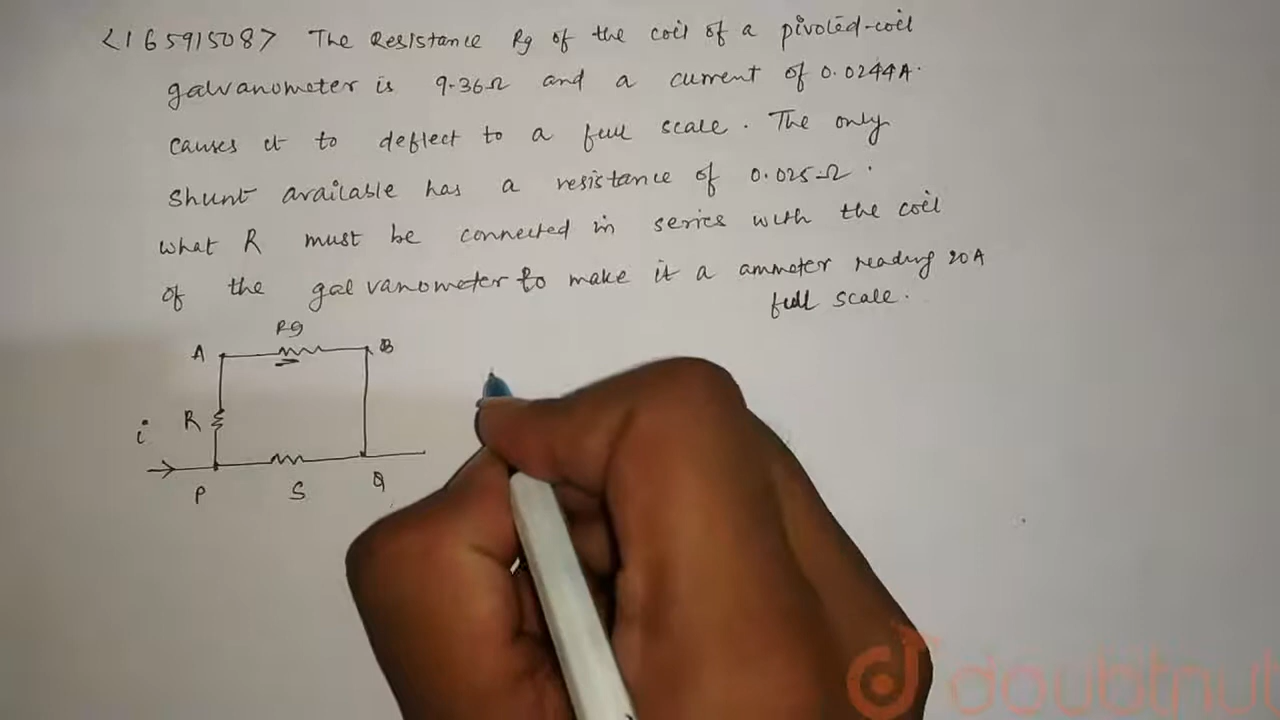 <16591508> The Resistance Rg of the coil of a pivoted-coil
galvanometer is 9.36Ω and a current of 0.0244A.
causes it to deflect to a full scale. The only
shunt available has a resistance of 0.025Ω.
what R must be connected in series with the coil
of the galvanometer to make it a ammeter reading 20A
full scale.
Rg
A B
R
i
P S Q
doubtnut